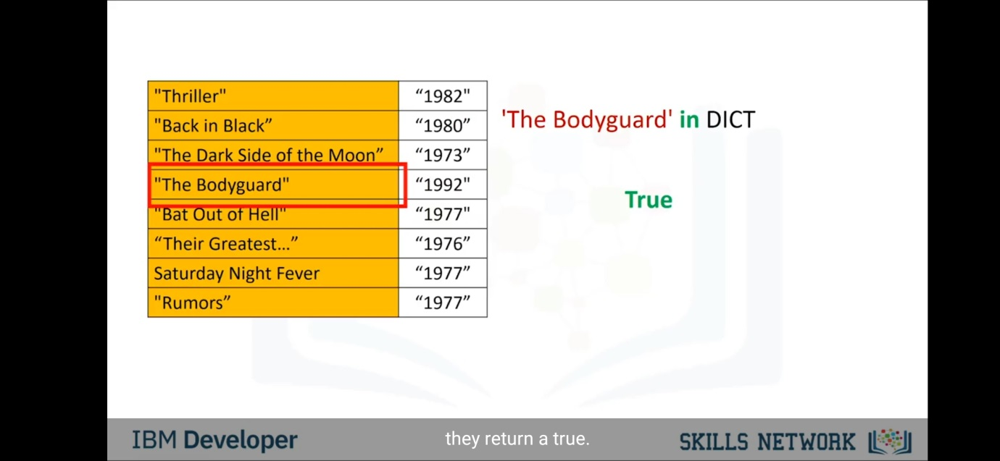 "Thriller" “1982"
"Back in Black” “1980”
"The Dark Side of the Moon” “1973”
"The Bodyguard" “1992"
"Bat Out of Hell" “1977"
“Their Greatest...” “1976”
Saturday Night Fever “1977”
"Rumors” “1977”
'The Bodyguard' in DICT
True
IBM Developer
they return a true.
SKILLS NETWORK